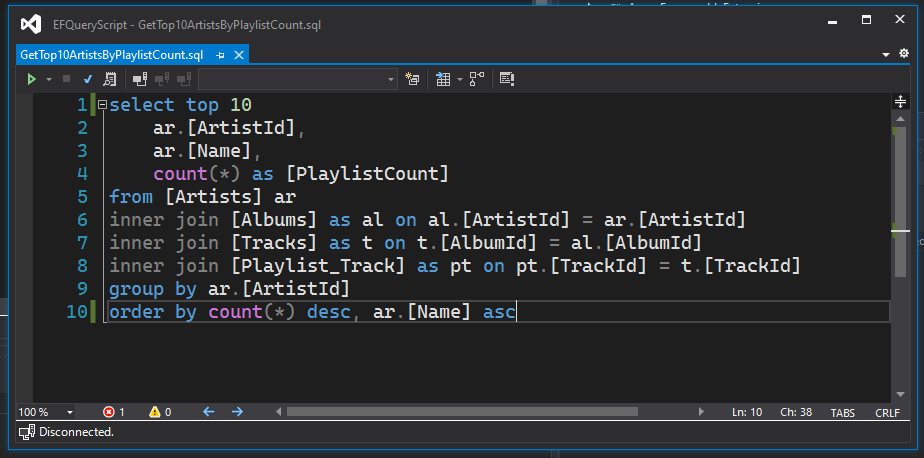 EFQueryScript - GetTop10ArtistsByPlaylistCount.sql
GetTop10ArtistsByPlaylistCount.sql
1 select top 10
2 ar.[ArtistId],
3 ar.[Name],
4 count(*) as [PlaylistCount]
5 from [Artists] ar
6 inner join [Albums] as al on al.[ArtistId] = ar.[ArtistId]
7 inner join [Tracks] as t on t.[AlbumId] = al.[AlbumId]
8 inner join [Playlist_Track] as pt on pt.[TrackId] = t.[TrackId]
9 group by ar.[ArtistId]
10 order by count(*) desc, ar.[Name] asc
100 % 1 0 Ln: 10 Ch: 38 TABS CRLF
Disconnected.